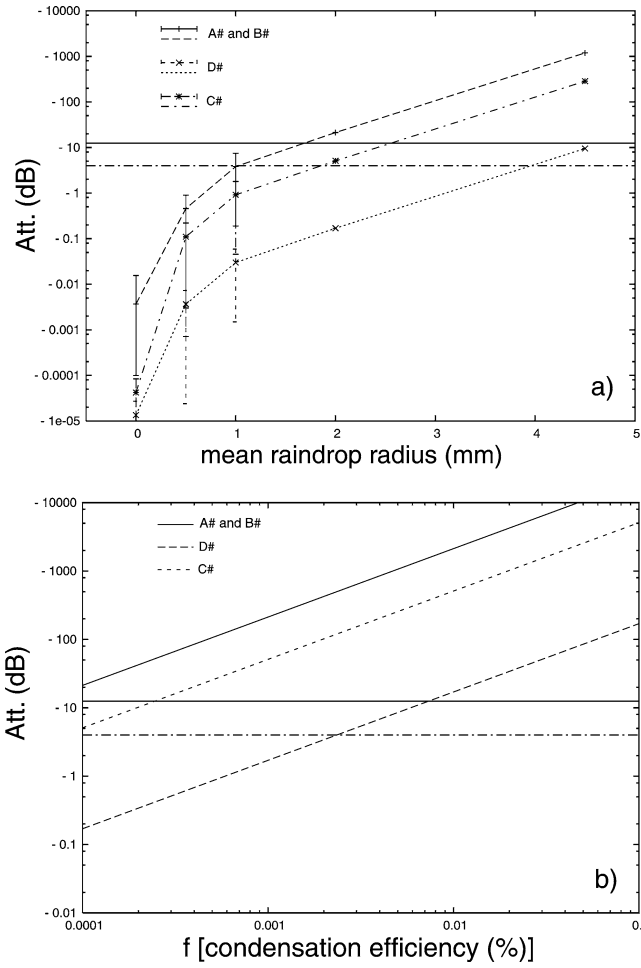 - 1000
- 100
- 10
- 1
- 0.1
- 0.01
- 0.001
- 0.0001
- 1e-05
Att. (dB)
A# and B#
D#
C#
a)
0 1 2 3 4 5
mean raindrop radius (mm)
- 10000
- 1000
- 100
- 10
- 1
- 0.1
- 0.01
Att. (dB)
A# and B#
D#
C#
b)
0.0001 0.001 0.01 0.
f [condensation efficiency (%)]